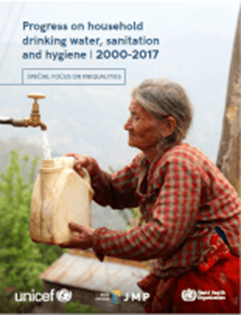 Progress on household
drinking water, sanitation
and hygiene | 2000-2017
SPECIAL FOCUS ON INEQUALITIES
unicef
JMP
World Health
Organization